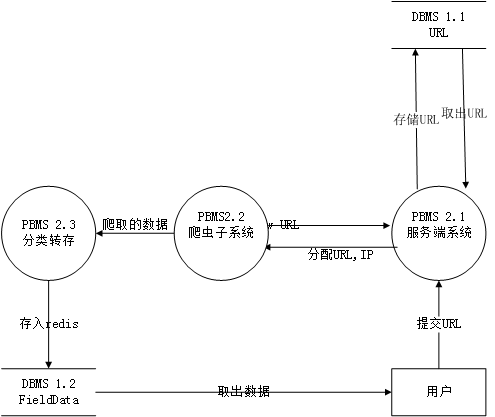 DBMS 1.1
URL
存储URL
取出URL
PBMS 2.3
分类转存
爬取的数据
PBMS2.2
爬虫子系统
URL
分配URL,IP
PBMS 2.1
服务端系统
存入redis
提交URL
DBMS 1.2
FieldData
取出数据
用户